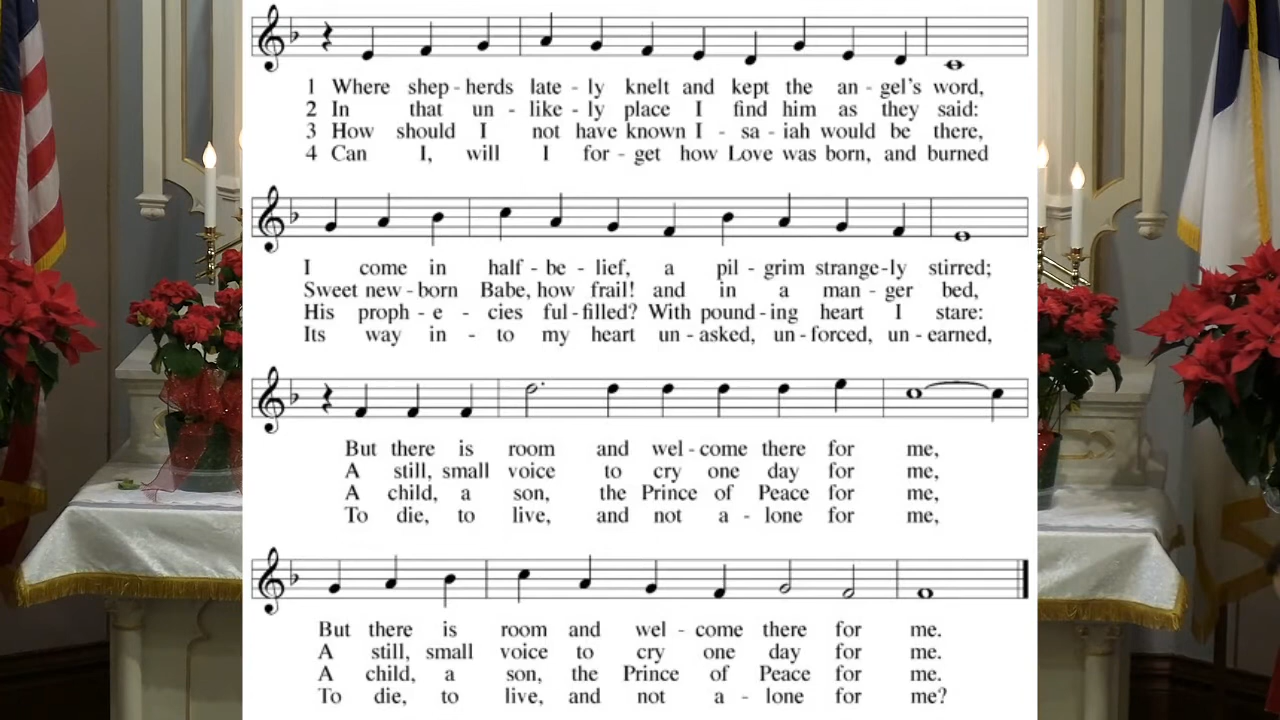 1 Where shep - herds late - ly knelt and kept the an - gel's word,
2 In that un - like - ly place I find him as they said:
3 How should I not have known I - sa - iah would be there,
4 Can I, will I for - get how Love was born, and burned
I come in half - be - lief, a pil - grim strange - ly stirred;
Sweet new - born Babe, how frail! and in a man - ger bed,
His proph - e - cies ful - filled? With pound - ing heart I stare:
Its way in - to my heart un - asked, un - forced, un - earned,
But there is room and wel - come there for me,
A still, small voice to cry one day for me,
A child, a son, the Prince of Peace for me,
To die, to live, and not a - lone for me,
But there is room and wel - come there for me.
A still, small voice to cry one day for me.
A child, a son, the Prince of Peace for me.
To die, to live, and not a - lone for me?